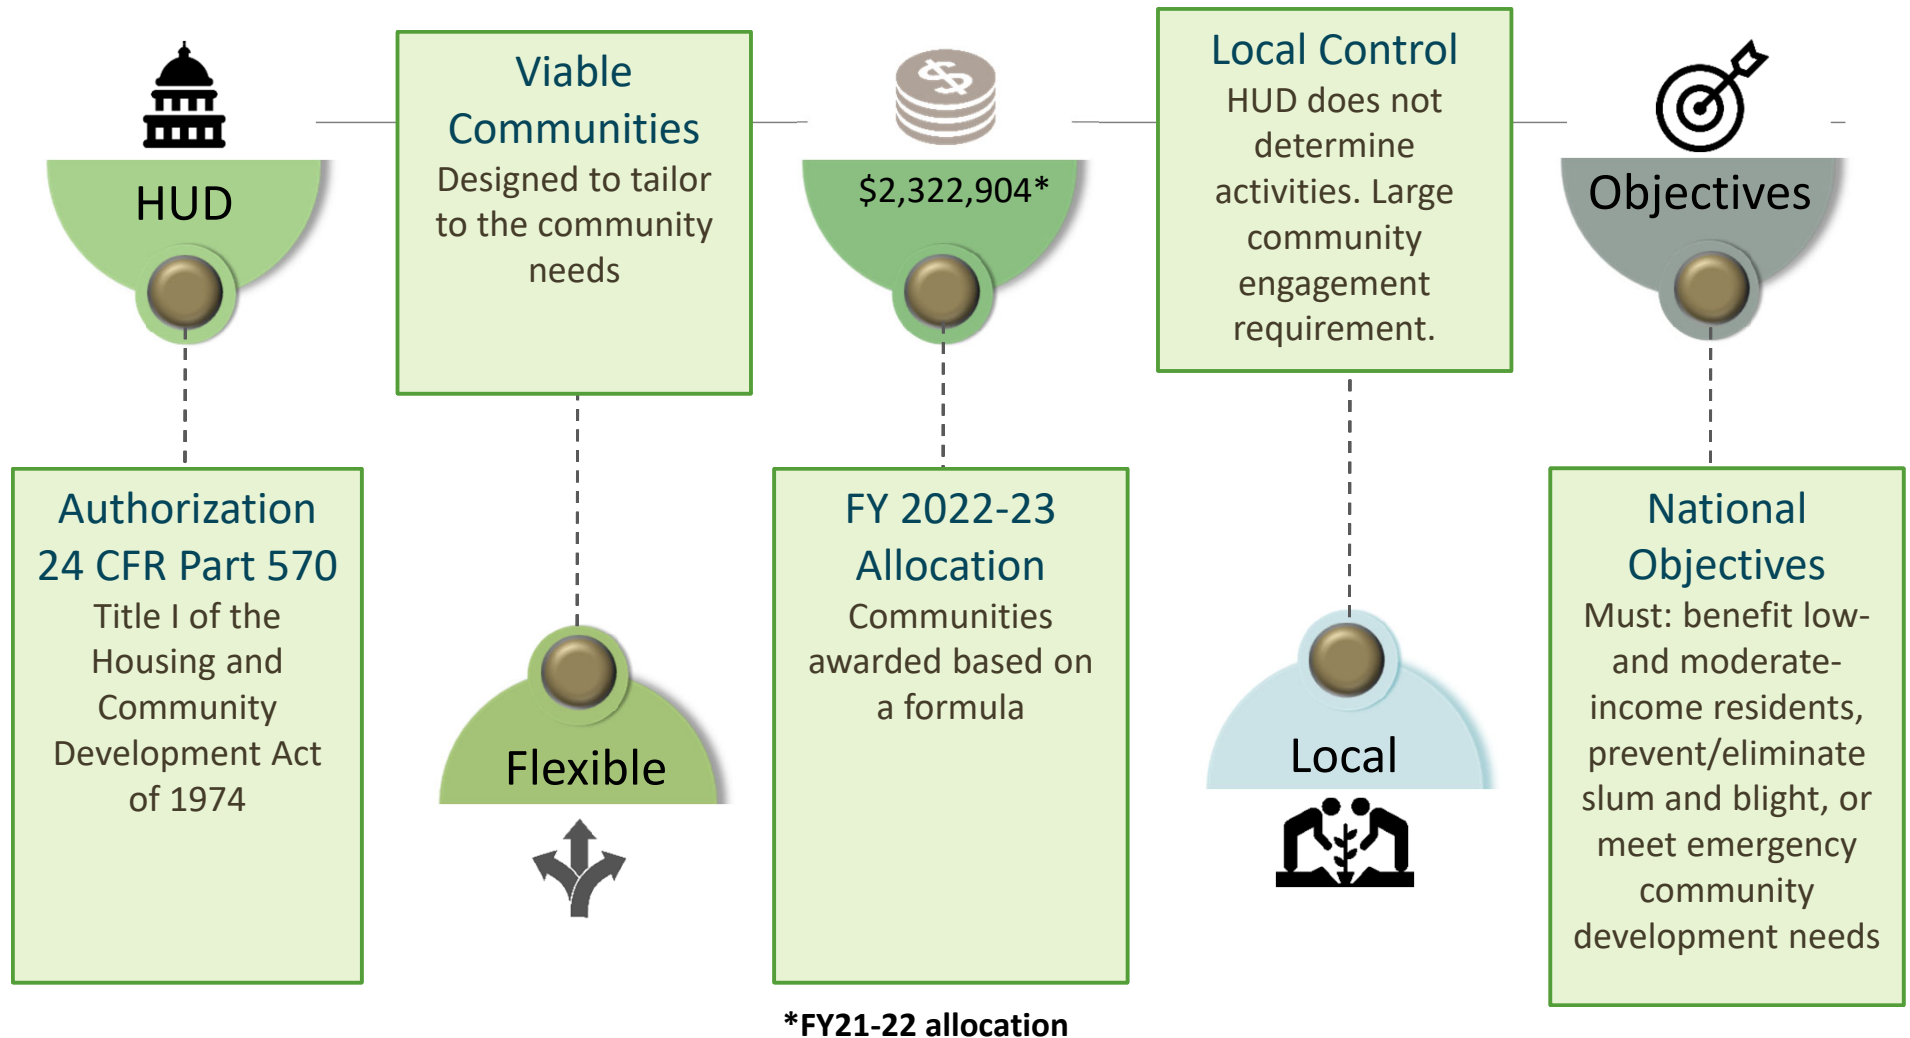 HUD
Authorization
24 CFR Part 570
Title I of the
Housing and
Community
Development Act
of 1974
Viable
Communities
Designed to tailor
to the community
needs
Flexible
$2,322,904*
FY 2022-23
Allocation
Communities
awarded based on
a formula
Local Control
HUD does not
determine
activities. Large
community
engagement
requirement.
Local
Objectives
National
Objectives
Must: benefit low-
and moderate-
income residents,
prevent/eliminate
slum and blight, or
meet emergency
community
development needs
*FY21-22 allocation